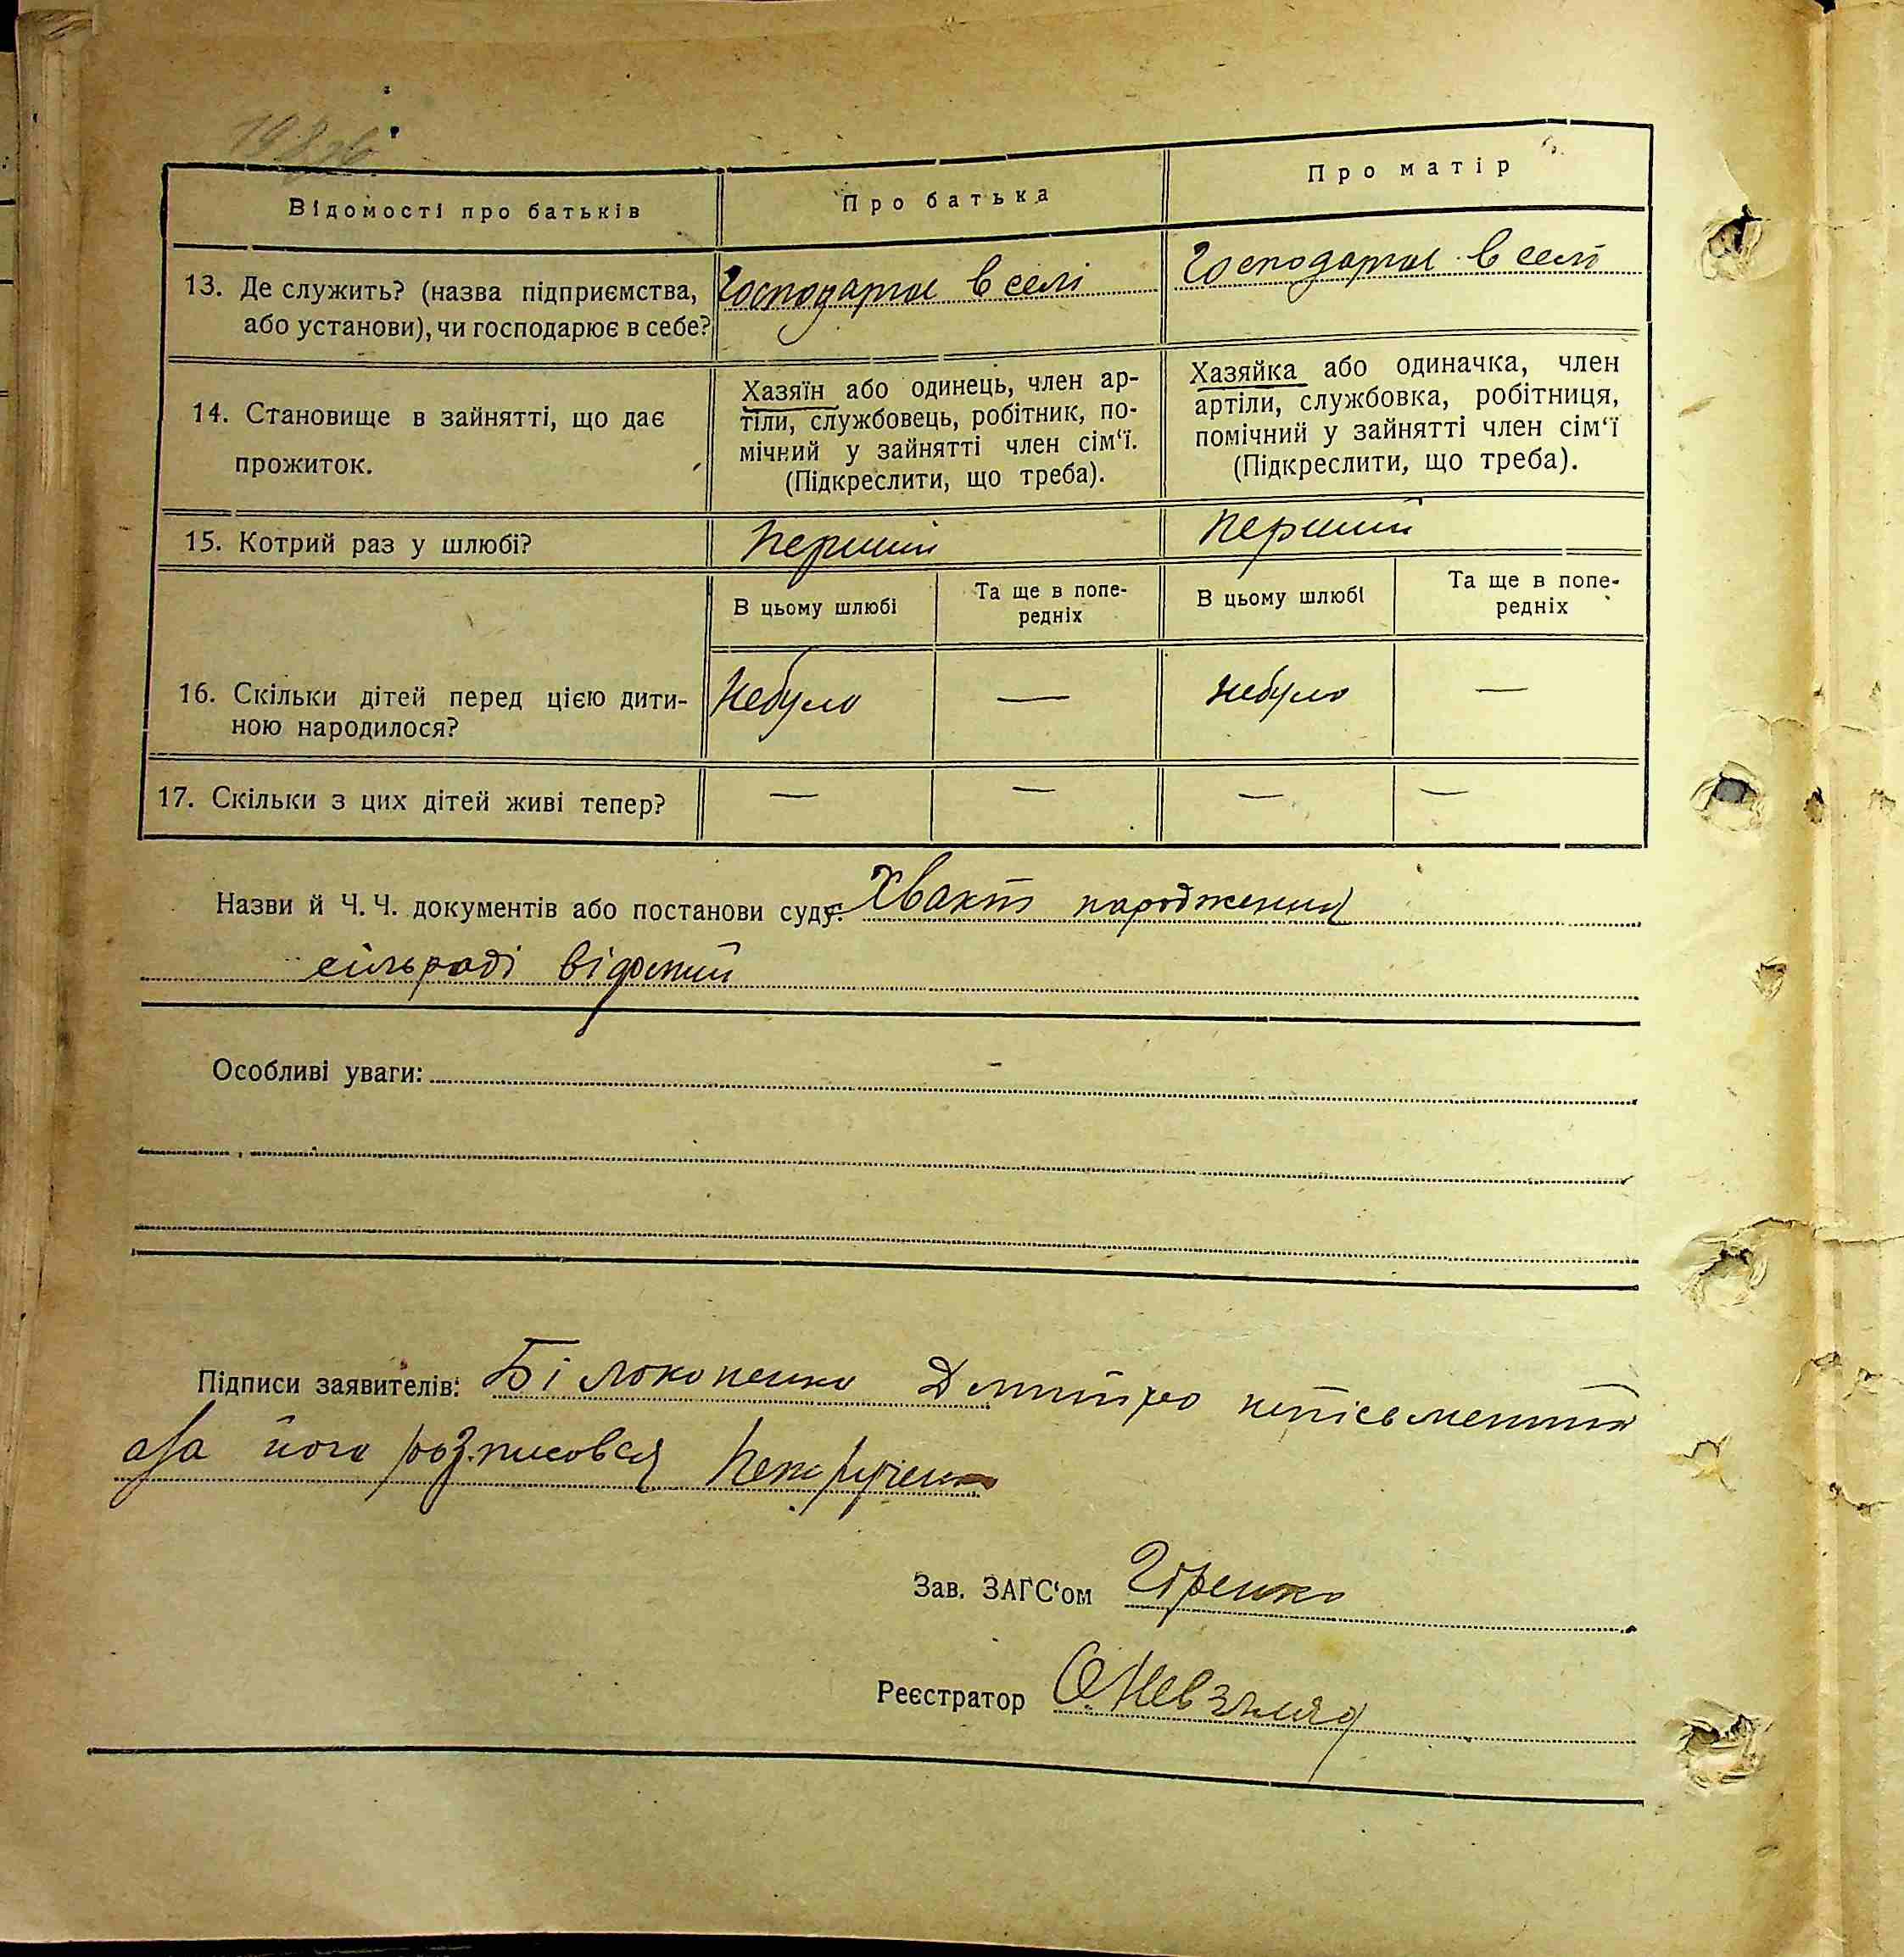 Відомості про батьків
Про батька
Про матір
13. Де служить? (назва підприємства, або установи), чи господарює в себе?
Господарює в селі
Господарює в селі
14. Становище в зайнятті, що дає прожиток.
Хазяїн або одинець, член ар-
тіли, службовець, робітник, по-
мічний у зайнятті член сім‘ї.
(Підкреслити, що треба).
Хазяйка або одиначка, член
артіли, службовка, робітниця,
помічний у зайнятті член сім‘ї
(Підкреслити, що треба).
15. Котрий раз у шлюбі?
перший
перший
В цьому шлюбі
Та ще в попе-
редніх
В цьому шлюбі
Та ще в попе-
редніх
16. Скільки дітей перед цією дити-
ною народилося?
Небуло
—
небуло
—
17. Скільки з цих дітей живі тепер?
—
—
—
—
Назви й Ч. Ч. документів або постанови суду: Хвакт народження
сільраді відомий
Особливі уваги: –
Підписи заявителів: Білоконенко Дмитро неписьменний
а за його розписовся
Зав. ЗАГС‘ом
Реєстратор